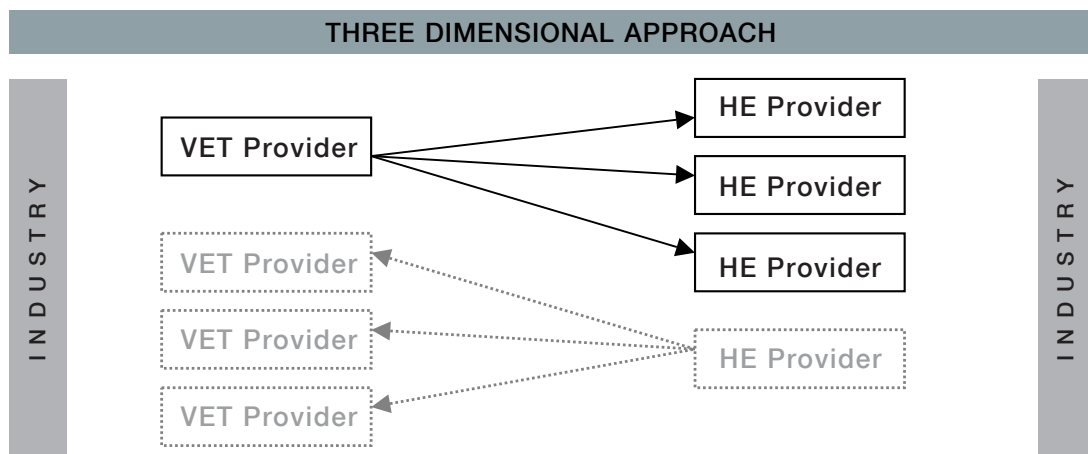 THREE DIMENSIONAL APPROACH
INDUSTRY
VET Provider
HE Provider
HE Provider
HE Provider
VET Provider
VET Provider
VET Provider
HE Provider
INDUSTRY